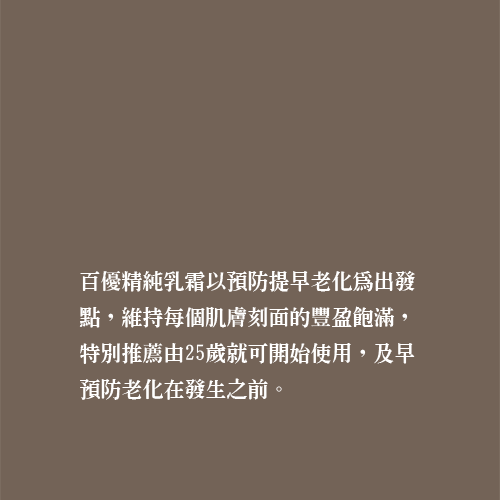 百優精純乳霜以預防提早老化爲出發
點，維持每個肌膚刻面的豐盈飽滿，
特別推薦由25歲就可開始使用，及早
預防老化在發生之前。